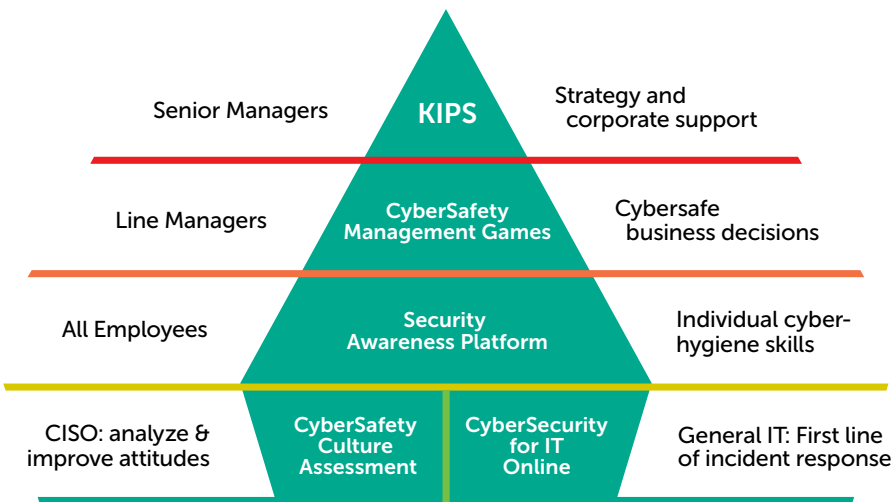 Senior Managers
KIPS
Strategy and
corporate support
Line Managers
CyberSafety
Management Games
Cybersafe
business decisions
All Employees
Security
Awareness Platform
Individual cyber-
hygiene skills
CISO: analyze &
improve attitudes
CyberSafety
Culture
Assessment
CyberSecurity
for IT
Online
General IT: First line
of incident response